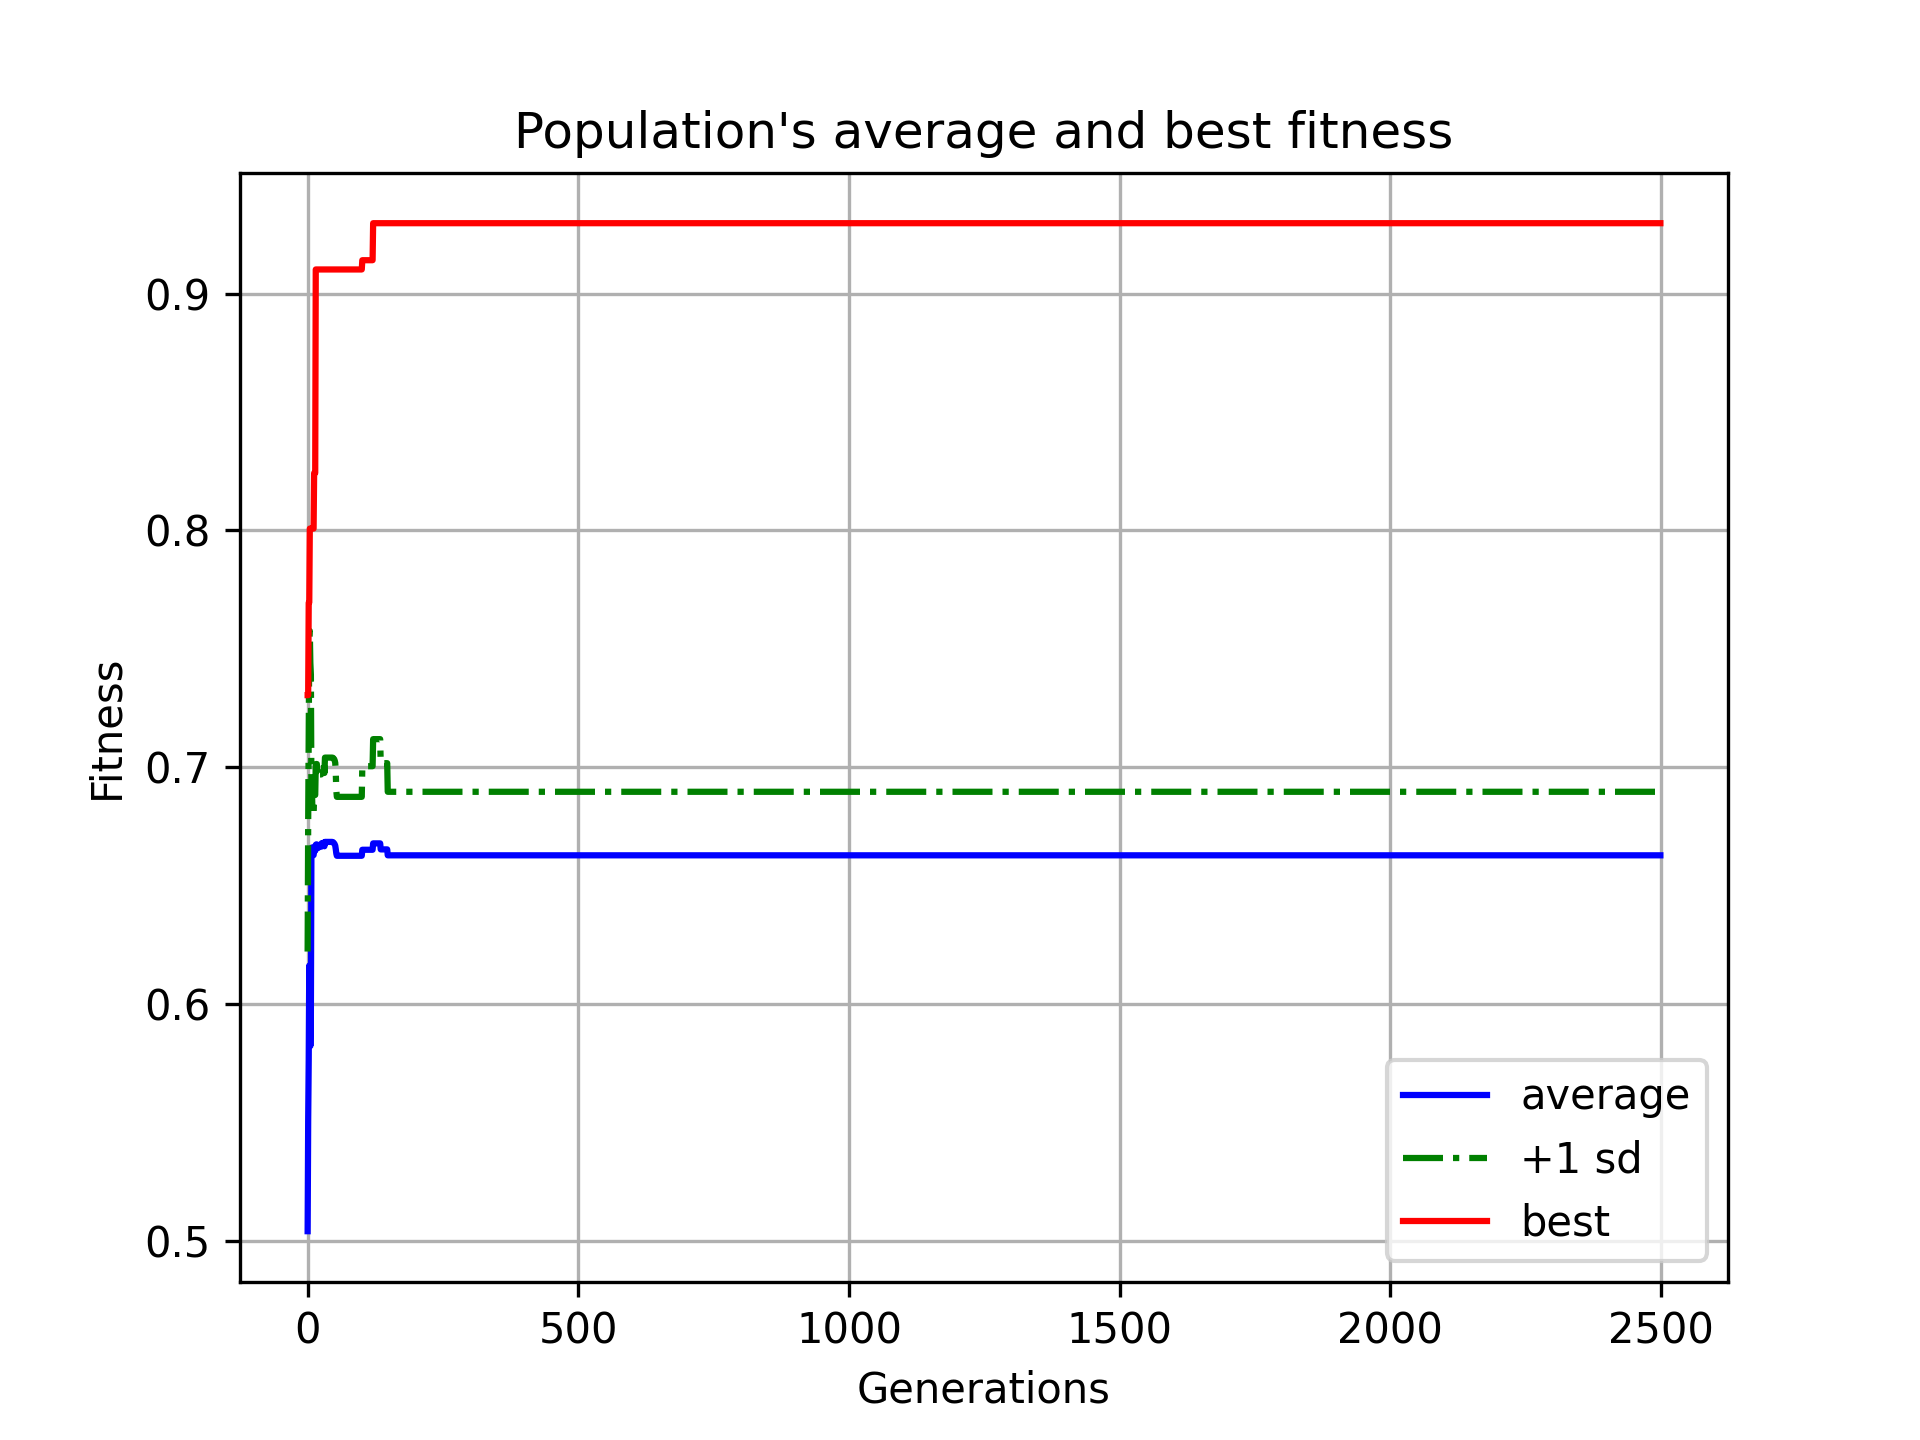 Population's average and best fitness
Fitness
0.9
0.8
0.7
0.6
0.5
0 500 1000 1500 2000 2500
Generations
average
+1 sd
best